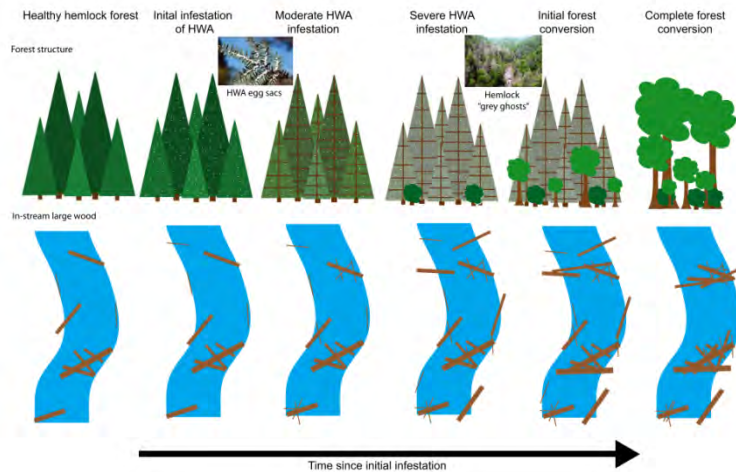 Healthy hemlock forest
Inital infestation
of HWA
Moderate HWA
infestation
Severe HWA
infestation
Initial forest
conversion
Complete forest
conversion
Forest structure
HWA egg sacs
Hemlock
"grey ghosts"
In-stream large wood
Time since initial infestation